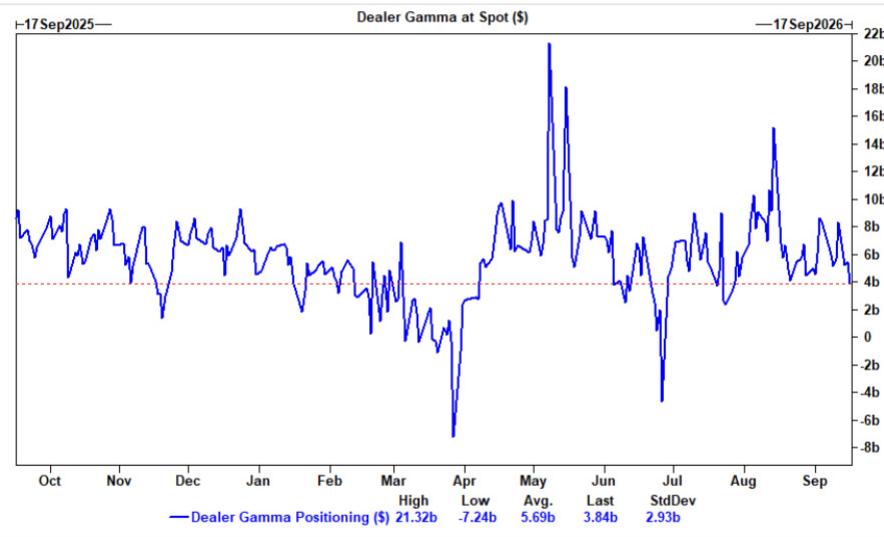 Dealer Gamma at Spot ($)
17Sep2025
17Sep2026
22b
20b
18b
16b
14b
12b
10b
8b
6b
4b
2b
0
-2b
-4b
-6b
-8b
Oct Nov Dec Jan Feb Mar Apr May Jun Jul Aug Sep
High Low Avg. Last StdDev
Dealer Gamma Positioning ($) 21.32b -7.24b 5.69b 3.84b 2.93b